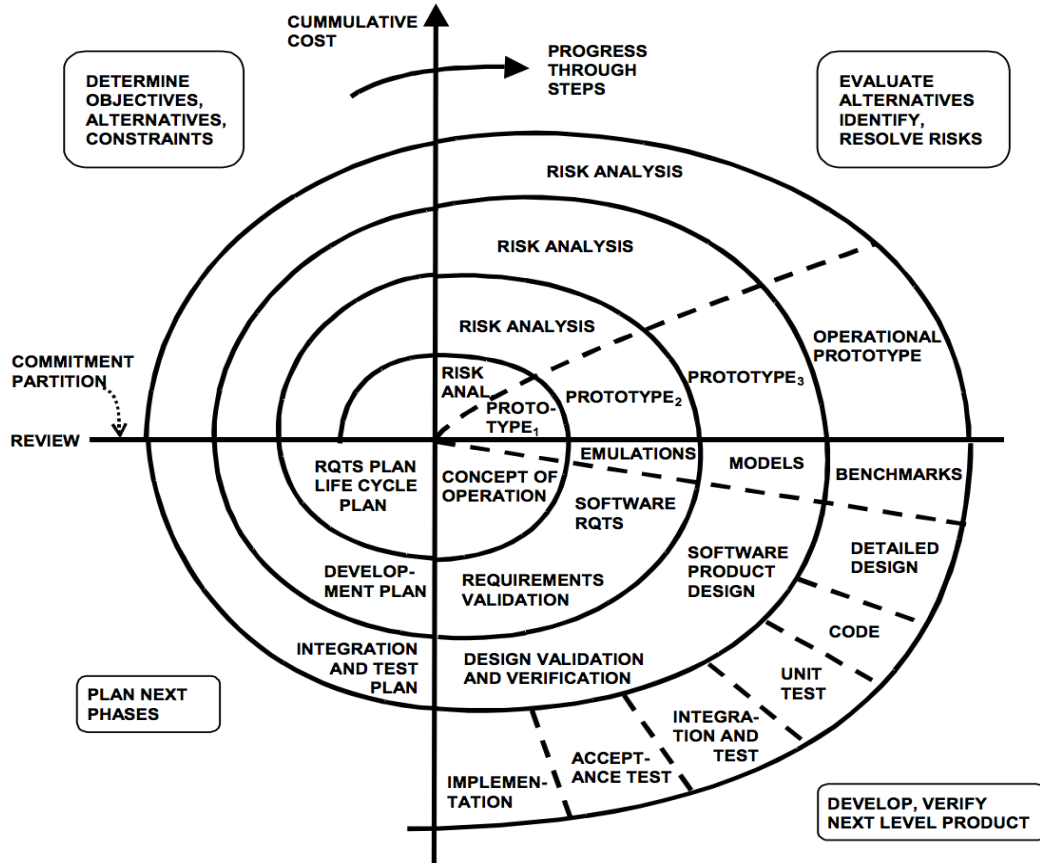 CUMMULATIVE
COST
PROGRESS
THROUGH
STEPS
DETERMINE
OBJECTIVES,
ALTERNATIVES,
CONSTRAINTS
EVALUATE
ALTERNATIVES
IDENTIFY,
RESOLVE RISKS
RISK ANALYSIS
RISK ANALYSIS
RISK ANALYSIS
RISK
ANAL.
PROTO-
TYPE1
PROTOTYPE2
PROTOTYPE3
OPERATIONAL
PROTOTYPE
COMMITMENT
PARTITION
REVIEW
RQTS PLAN
LIFE CYCLE
PLAN
CONCEPT OF
OPERATION
EMULATIONS
MODELS
BENCHMARKS
SOFTWARE
RQTS
SOFTWARE
PRODUCT
DESIGN
DETAILED
DESIGN
DEVELOP-
MENT PLAN
REQUIREMENTS
VALIDATION
CODE
INTEGRATION
AND TEST
PLAN
DESIGN VALIDATION
AND VERIFICATION
UNIT
TEST
INTEGRA-
TION AND
TEST
ACCEPT-
ANCE TEST
IMPLEMEN-
TATION
PLAN NEXT
PHASES
DEVELOP, VERIFY
NEXT LEVEL PRODUCT